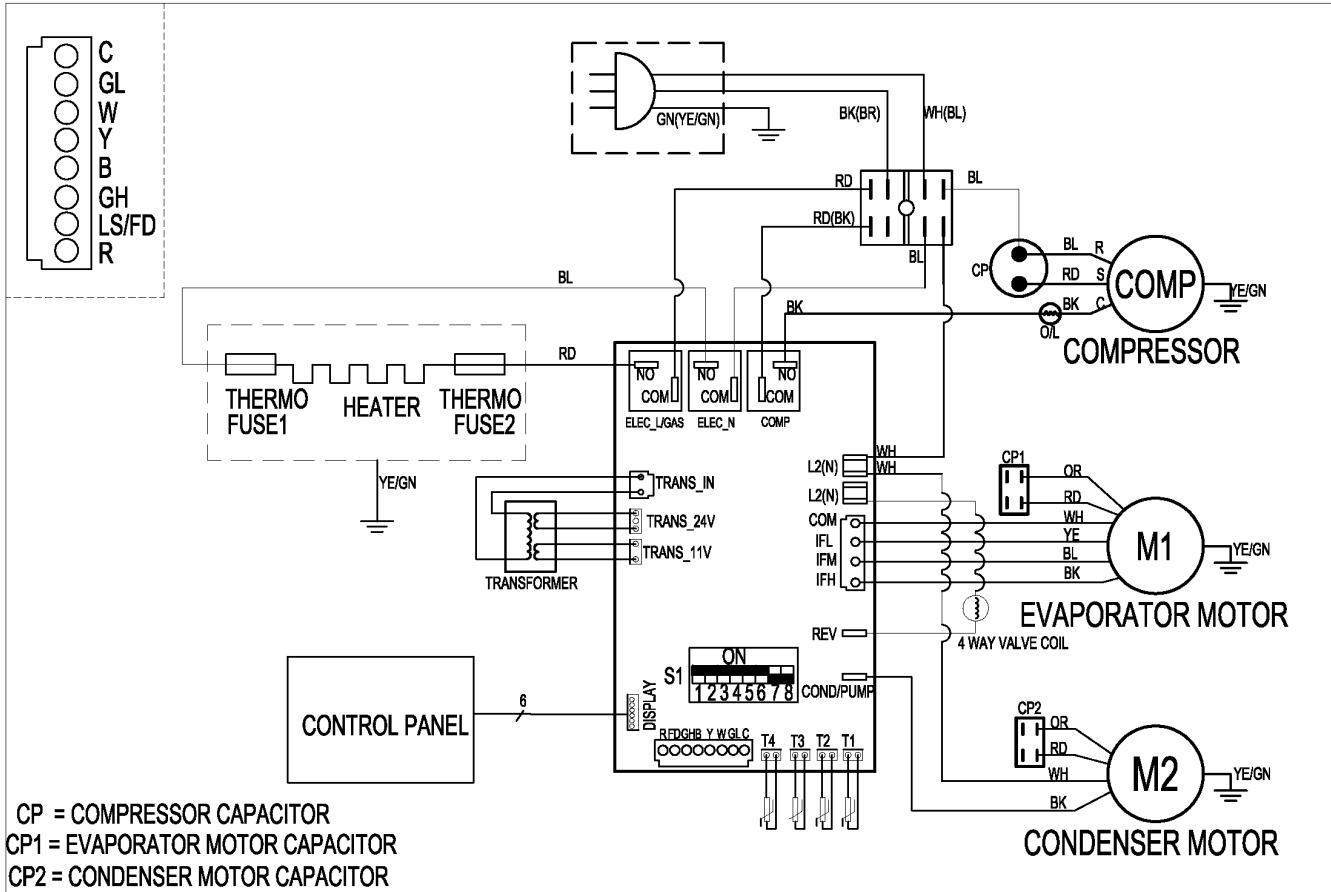 C
GL
W
Y
B
GH
LS/FD
R
GN(YE/GN)
BK(BR)
WH(BL)
RD
RD(BK)
BL
BL
CP
BL R
RD S
BK C
O/L
COMP
YE/GN
COMPRESSOR
BL
BK
RD
THERMO
FUSE1
HEATER
THERMO
FUSE2
YE/GN
NO
COM
ELEC_L/GAS
NO
COM
ELEC_N
NO
COM
COMP
TRANS_IN
TRANS_24V
TRANS_11V
TRANSFORMER
L2(N)
WH
WH
L2(N)
COM
IFL
IFM
IFH
CP1
OR
RD
WH
YE
BL
BK
M1
YE/GN
EVAPORATOR MOTOR
REV
4 WAY VALVE COIL
ON
S1
1 2 3 4 5 6 7 8
COND/PUMP
CONTROL PANEL
6
DISPLAY
R FD GH B Y W GL C
T4 T3 T2 T1
CP2
OR
RD
WH
BK
M2
YE/GN
CONDENSER MOTOR
CP = COMPRESSOR CAPACITOR
CP1 = EVAPORATOR MOTOR CAPACITOR
CP2 = CONDENSER MOTOR CAPACITOR